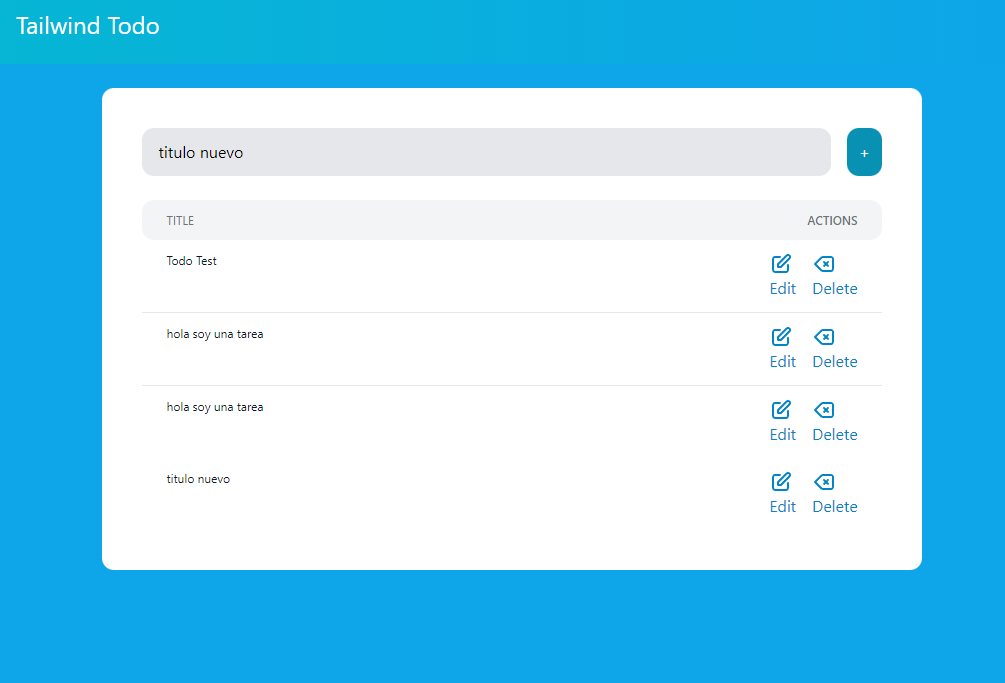 Tailwind Todo
titulo nuevo
+
TITLE ACTIONS
Todo Test
Edit Delete
hola soy una tarea
Edit Delete
hola soy una tarea
Edit Delete
titulo nuevo
Edit Delete